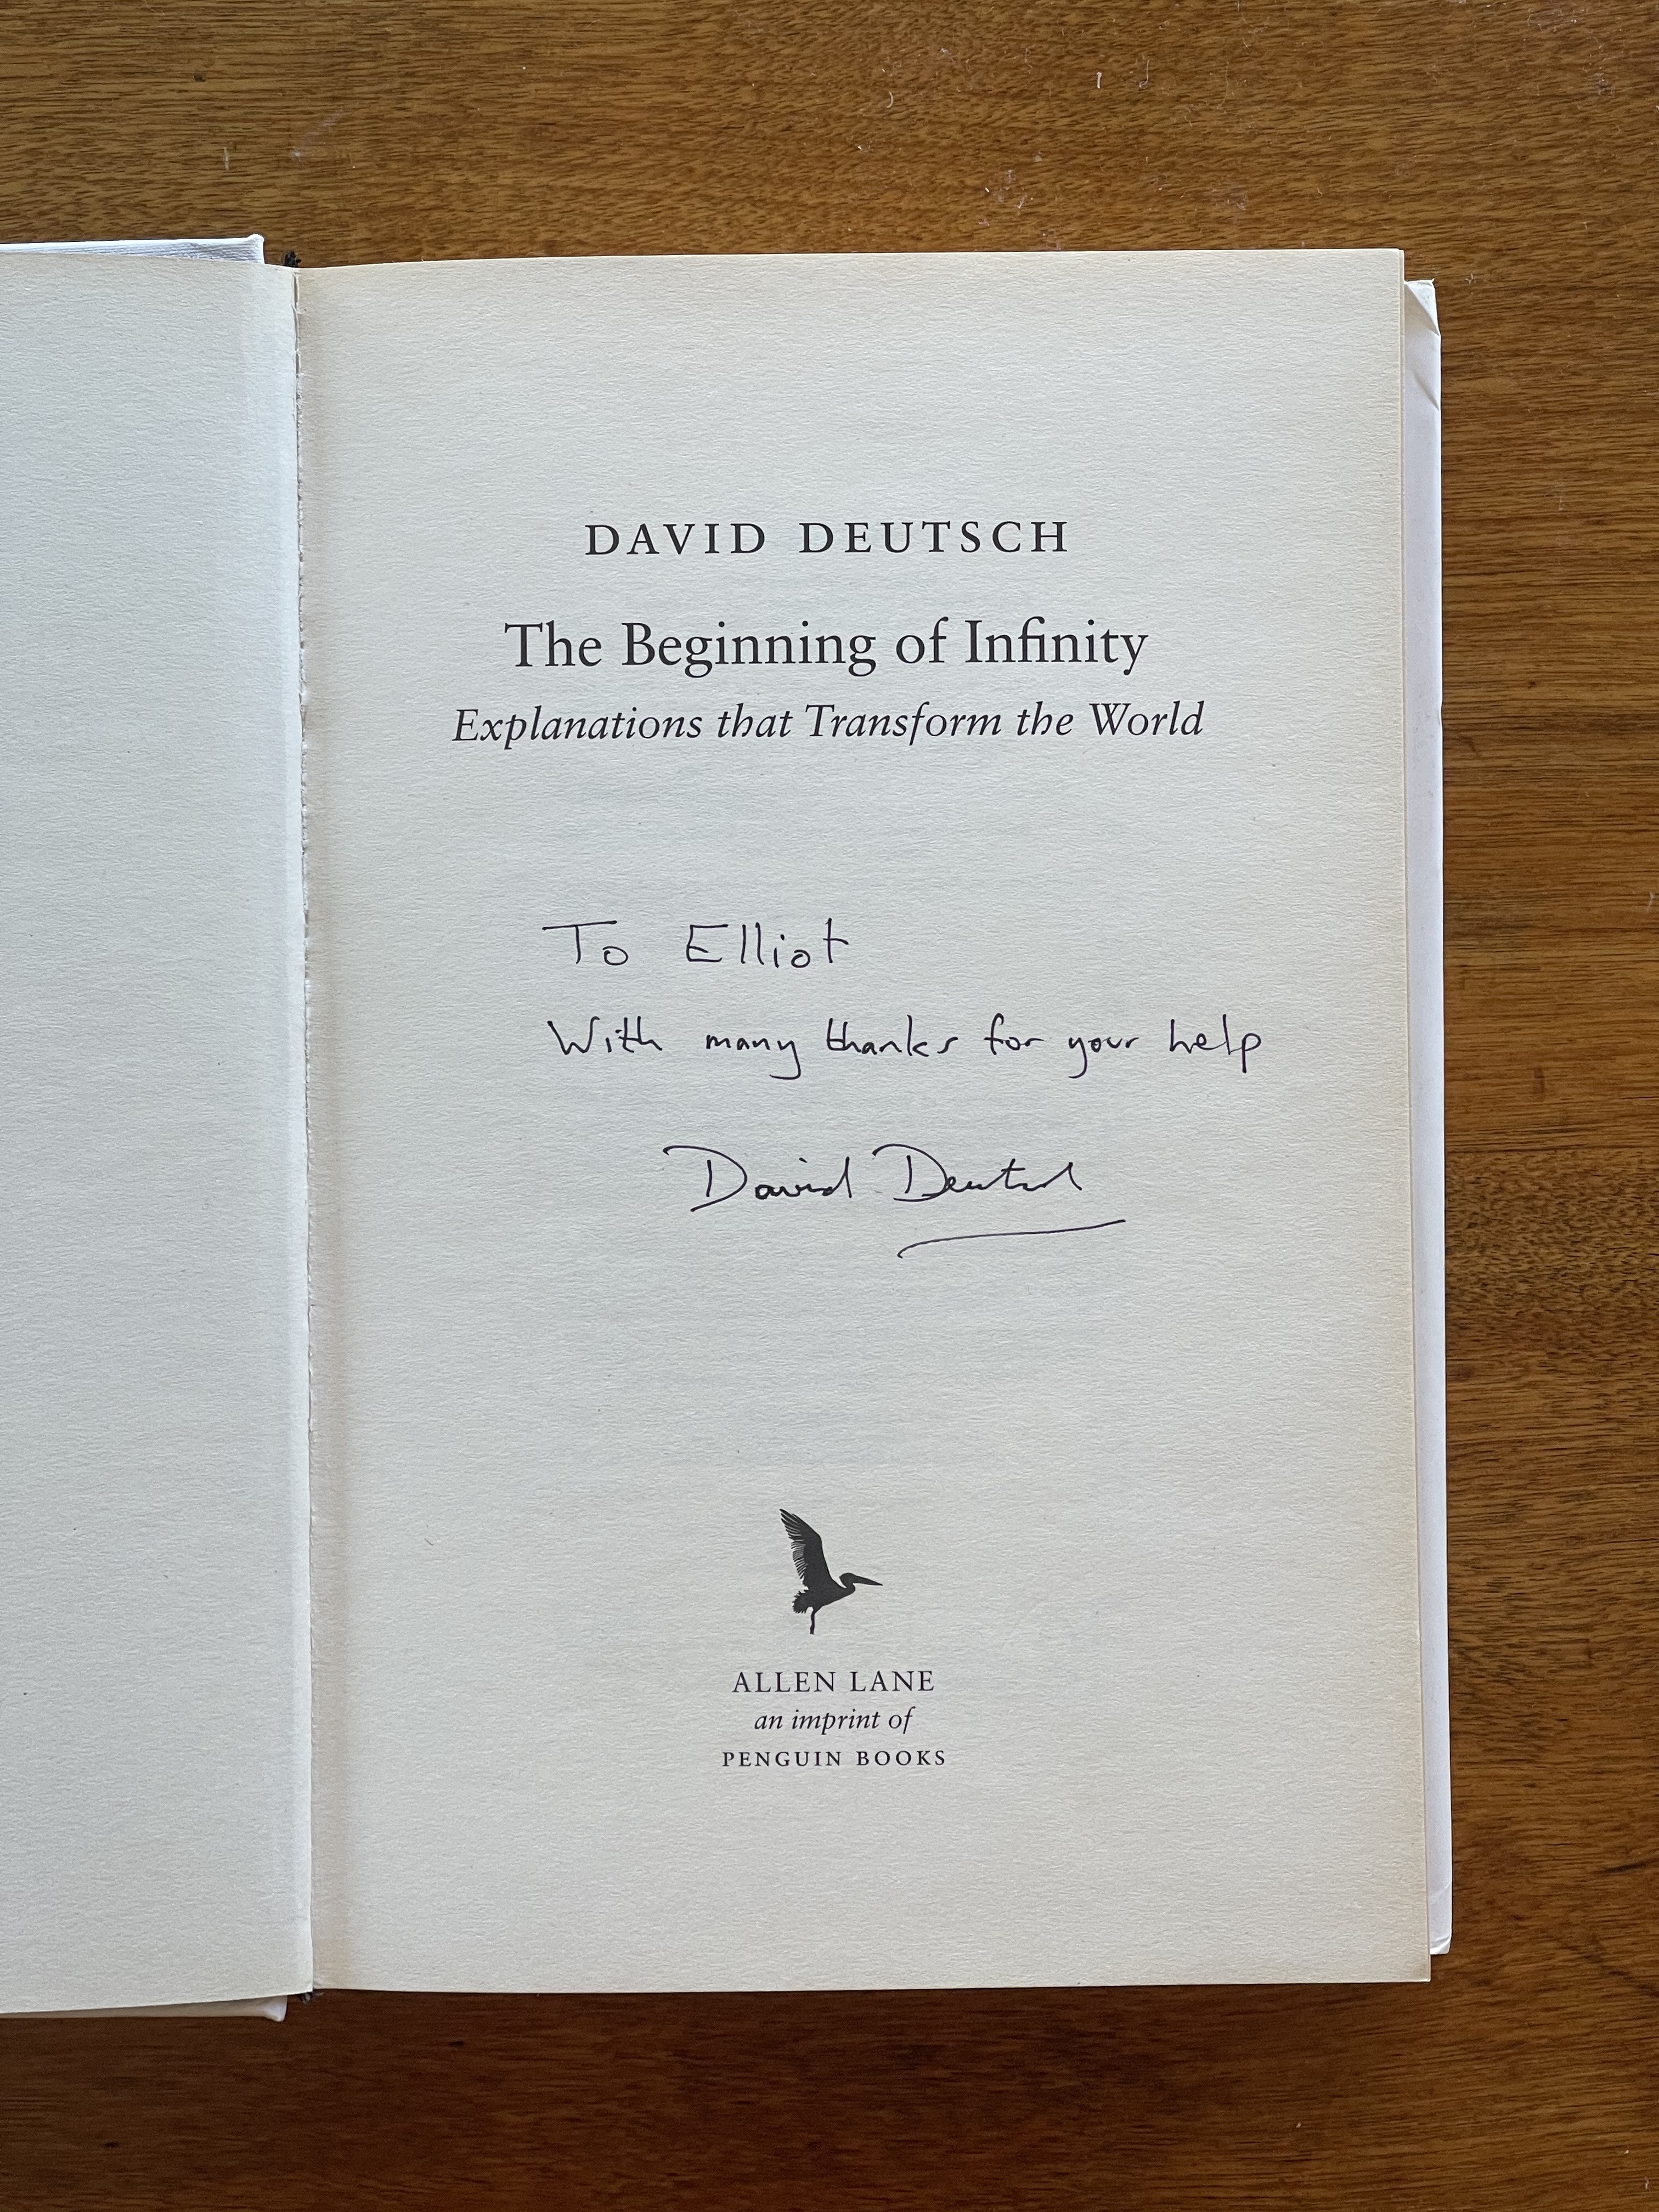 DAVID DEUTSCH
The Beginning of Infinity
Explanations that Transform the World
To Elliot
With many thanks for your help
David Deutsch
ALLEN LANE
an imprint of
PENGUIN BOOKS